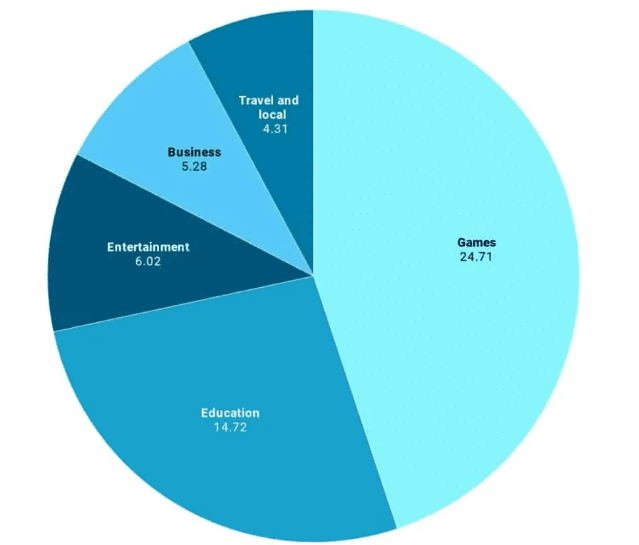 Travel and
local
4.31
Business
5.28
Games
24.71
Entertainment
6.02
Education
14.72